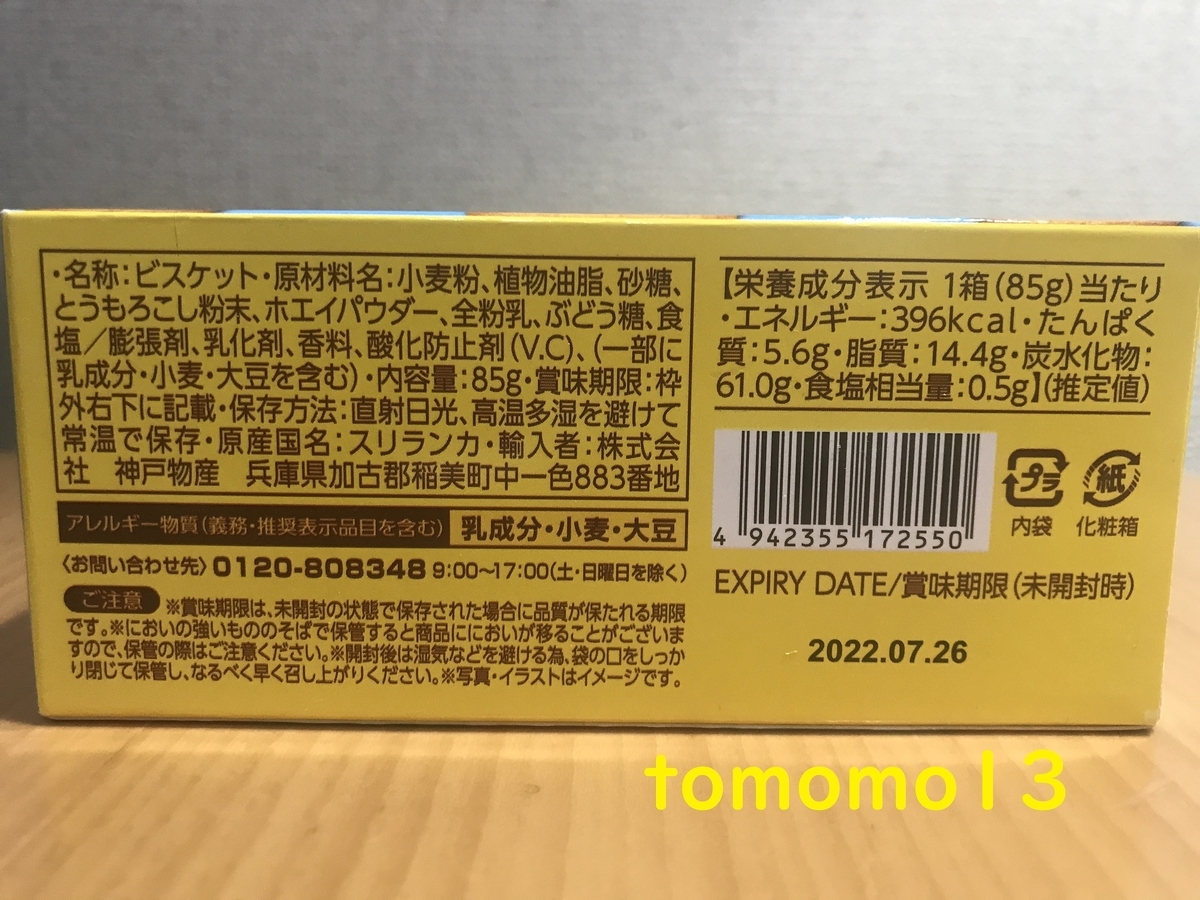 ・名称：ビスケット・原材料名：小麦粉、植物油脂、砂糖、
とうもろこし粉末、ホエイパウダー、全粉乳、ぶどう糖、食
塩／膨張剤、乳化剤、香料、酸化防止剤（V.C）、（一部に
乳成分・小麦・大豆を含む）・内容量：85g・賞味期限：枠
外右下に記載・保存方法：直射日光、高温多湿を避けて
常温で保存・原産国名：スリランカ・輸入者：株式会
社　神戸物産　兵庫県加古郡稲美町中一色883番地
アレルギー物質（義務・推奨表示品目を含む） 乳成分・小麦・大豆
〈お問い合わせ先〉0120-808348 9:00～17:00（土・日曜日を除く）
ご注意 ※賞味期限は、未開封の状態で保存された場合に品質が保たれる期限
です。※においの強いもののそばで保管すると商品ににおいが移ることがございま
すので、保管の際はご注意ください。※開封後は湿気などを避ける為、袋の口をしっか
り閉じて保管し、なるべく早く召し上がりください。※写真・イラストはイメージです。
【栄養成分表示 1箱（85g）当たり
・エネルギー：396kcal・たんぱく
質：5.6g・脂質：14.4g・炭水化物：
61.0g・食塩相当量：0.5g】（推定値）
4 942355 172550
プラ 紙
内袋 化粧箱
EXPIRY DATE/賞味期限（未開封時）
2022.07.26
tomomo13